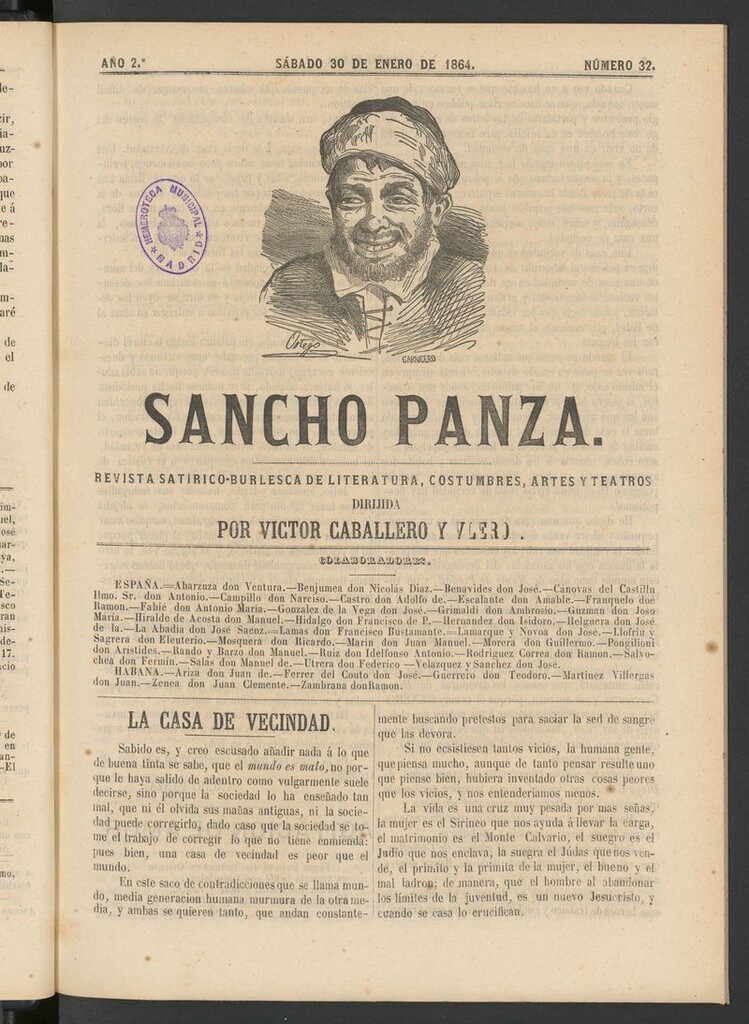 AÑO 2.º SÁBADO 30 DE ENERO DE 1864. NÚMERO 32.
HEMEROTECA MUNICIPAL
★ MADRID ★
Ortego
CARNICERO
SANCHO PANZA.
REVISTA SATÍRICO-BURLESCA DE LITERATURA, COSTUMBRES, ARTES Y TEATROS
DIRIJIDA
POR VICTOR CABALLERO Y VLERO.
COLABORADORES.
ESPAÑA.=Abarzuza don Ventura.—Benjumea don Nicolás Diaz.—Benavides don José.—Cánovas del Castillo
Ilmo. Sr. don Antonio.—Campillo don Narciso.—Castro don Adolfo de.—Escalante don Amable.—Franquelo doé
Ramon.—Fabié don Antonio Maria.—Gonzalez de la Vega don José.—Grimaldi don Ambrosio.—Guzman don Joso
María.—Hiralde de Acosta don Manuel.—Hidalgo don Francisco de P.—Hernandez don Isidoro.—Helguera don José
de la.—La Abadia don José Saenz.=Lamas don Francisco Bustamante.—Lamarque y Novoa don José.—Llofriu y
Sagrera don Eleuterio.—Mosquera don Ricardo.—Marin don Juan Manuel.—Morera don Guillermo.—Pongilioni
don Arístides.—Rando y Barzo don Manuel.—Ruiz don Idelfonso Antonio.—Rodriguez Correa don Ramon.—Salvo-
chea don Fermin.—Salas don Manuel de.—Utrera don Federico —Velazquez y Sanchez don José.
HABANA.—Ariza don Juan de.—Ferrer del Couto don José.—Guerrero don Teodoro.—Martinez Villergas
don Juan.—Zenea don Juan Clemente.—Zambrana don Ramon.
LA CASA DE VECINDAD.
Sabido es, y creo escusado añadir nada á lo que
de buena tinta se sabe, que el mundo es malo, no por-
que le haya salido de adentro como vulgarmente suele
decirse, sino porque la sociedad lo ha enseñado tan
mal, que ni él olvida sus mañas antiguas, ni la socie-
dad puede corregirlo, dado caso que la sociedad se to-
me el trabajo de corregir lo que no tiene enmienda:
pues bien, una casa de vecindad es peor que el
mundo.
En este saco de contradicciones que se llama mun-
do, media generacion humana murmura de la otra me-
dia, y ambas se quieren tanto, que andan constante-
mente buscando pretestos para saciar la sed de sangre
que las devora.
Si no ecsistiesen tantos vicios, la humana gente,
que piensa mucho, aunque de tanto pensar resulte uno
que piense bien, hubiera inventado otras cosas peores
que los vicios, y nos entenderíamos menos.
La vida es una cruz muy pesada por mas señas,
la mujer es el Sirineo que nos ayuda á llevar la carga,
el matrimonio es el Monte Calvario, el suegro es el
Judío que nos enclava, la suegra el Júdas que nos ven-
de, el primito y la primita de la mujer, el bueno y el
mal ladron; de manera, que el hombre al abandonar
los límites de la juventud, es un nuevo Jesucristo, y
cuando se casa lo crucifican.